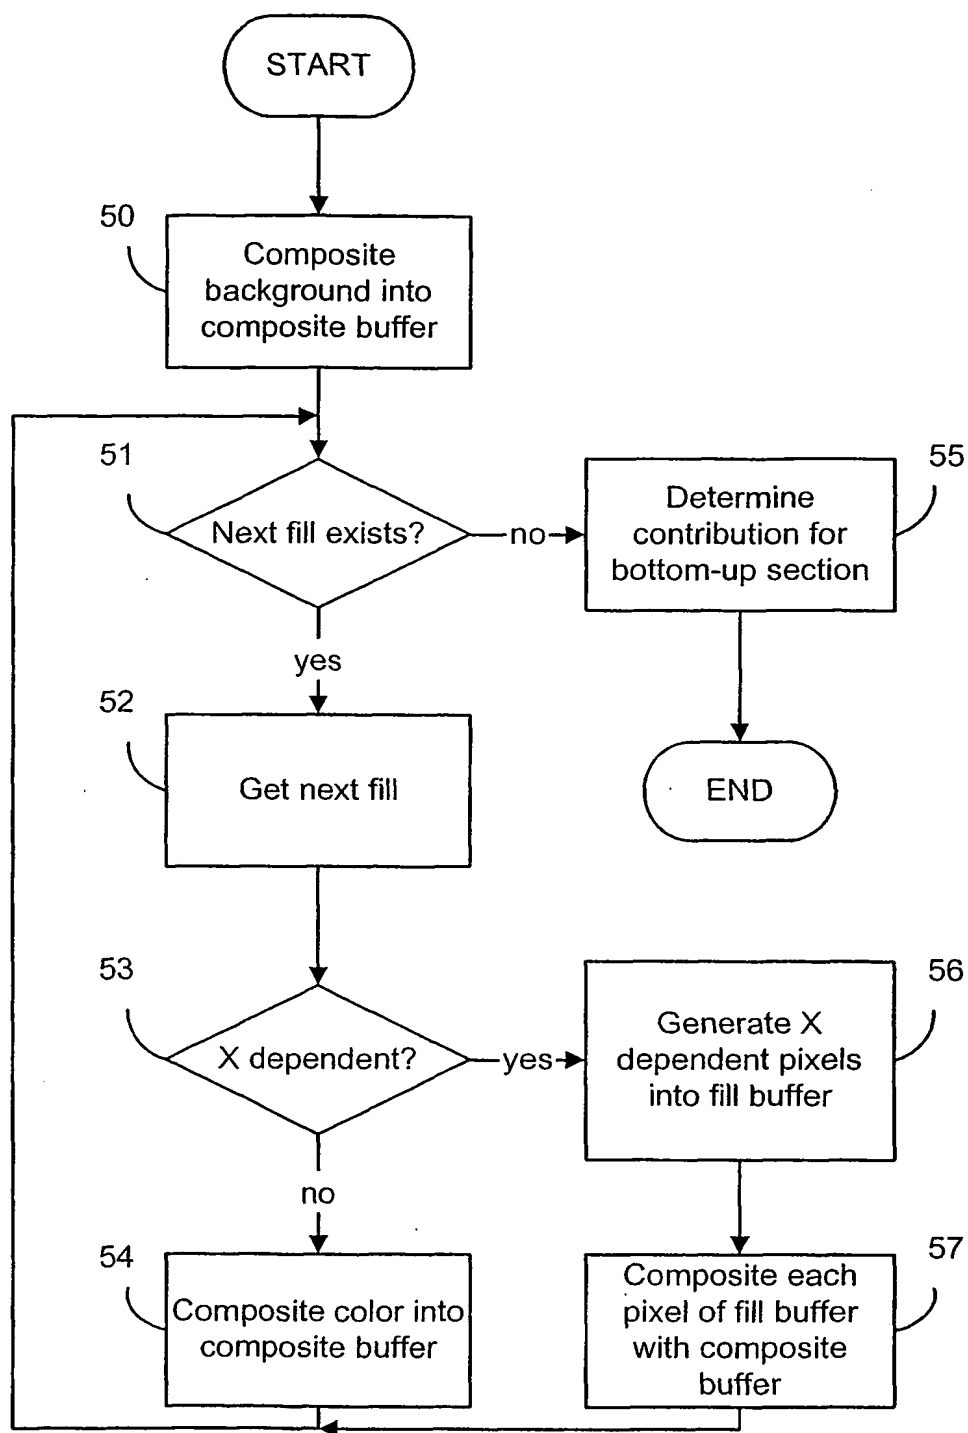 START
50
Composite
background into
composite buffer
51
Next fill exists?
no
55
Determine
contribution for
bottom-up section
yes
52
Get next fill
END
53
X dependent?
yes
56
Generate X
dependent pixels
into fill buffer
no
54
Composite color into
composite buffer
57
Composite each
pixel of fill buffer
with composite
buffer